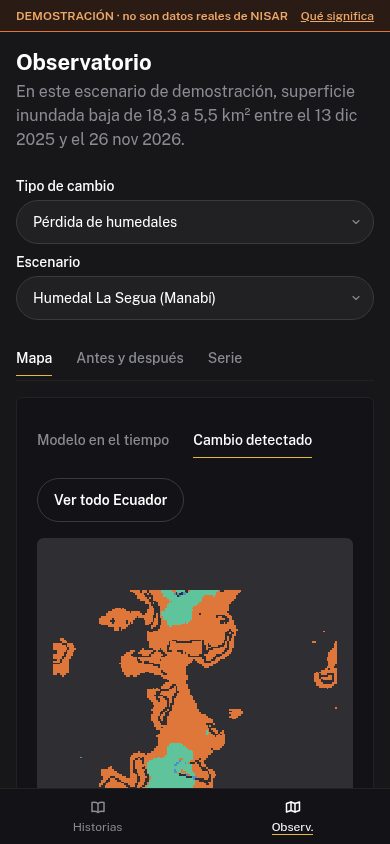 DEMOSTRACIÓN · no son datos reales de NISAR Qué significa
Observatorio
En este escenario de demostración, superficie
inundada baja de 18,3 a 5,5 km² entre el 13 dic
2025 y el 26 nov 2026.
Tipo de cambio
Pérdida de humedales
Escenario
Humedal La Segua (Manabí)
Mapa Antes y después Serie
Modelo en el tiempo Cambio detectado
Ver todo Ecuador
Historias Observ.